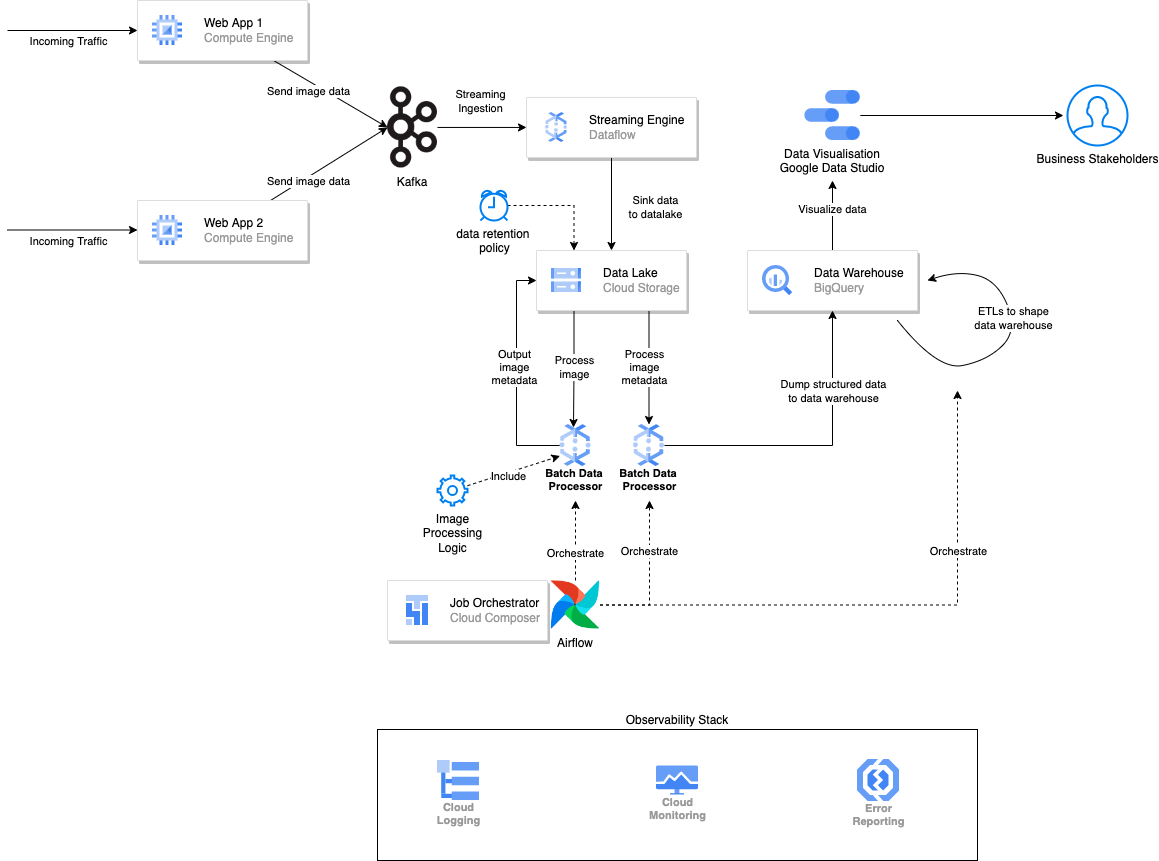 Incoming Traffic
Web App 1
Compute Engine
Send image data
Send image data
Incoming Traffic
Web App 2
Compute Engine
Kafka
Streaming
Ingestion
Streaming Engine
Dataflow
Sink data
to datalake
data retention
policy
Data Lake
Cloud Storage
Output
image
metadata
Process
image
Process
image
metadata
Batch Data
Processor
Batch Data
Processor
Include
Image
Processing
Logic
Orchestrate
Orchestrate
Job Orchestrator
Cloud Composer
Airflow
Data Visualisation
Google Data Studio
Business Stakeholders
Visualize data
Data Warehouse
BigQuery
ETLs to shape
data warehouse
Dump structured data
to data warehouse
Orchestrate
Observability Stack
Cloud
Logging
Cloud
Monitoring
Error
Reporting